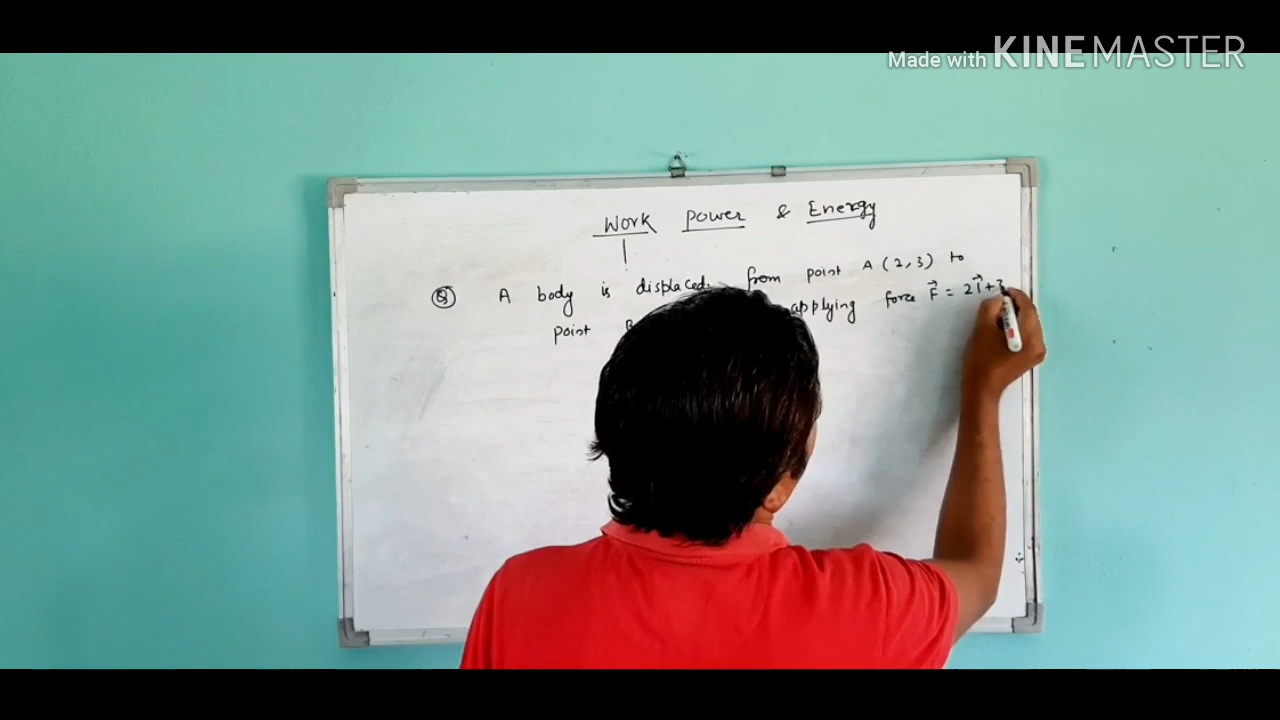 Made with KINEMASTER
Work Power & Energy
Q A body is displaced from point A (2, 3) to
point applying force F⃗ = 2i⃗ + 3